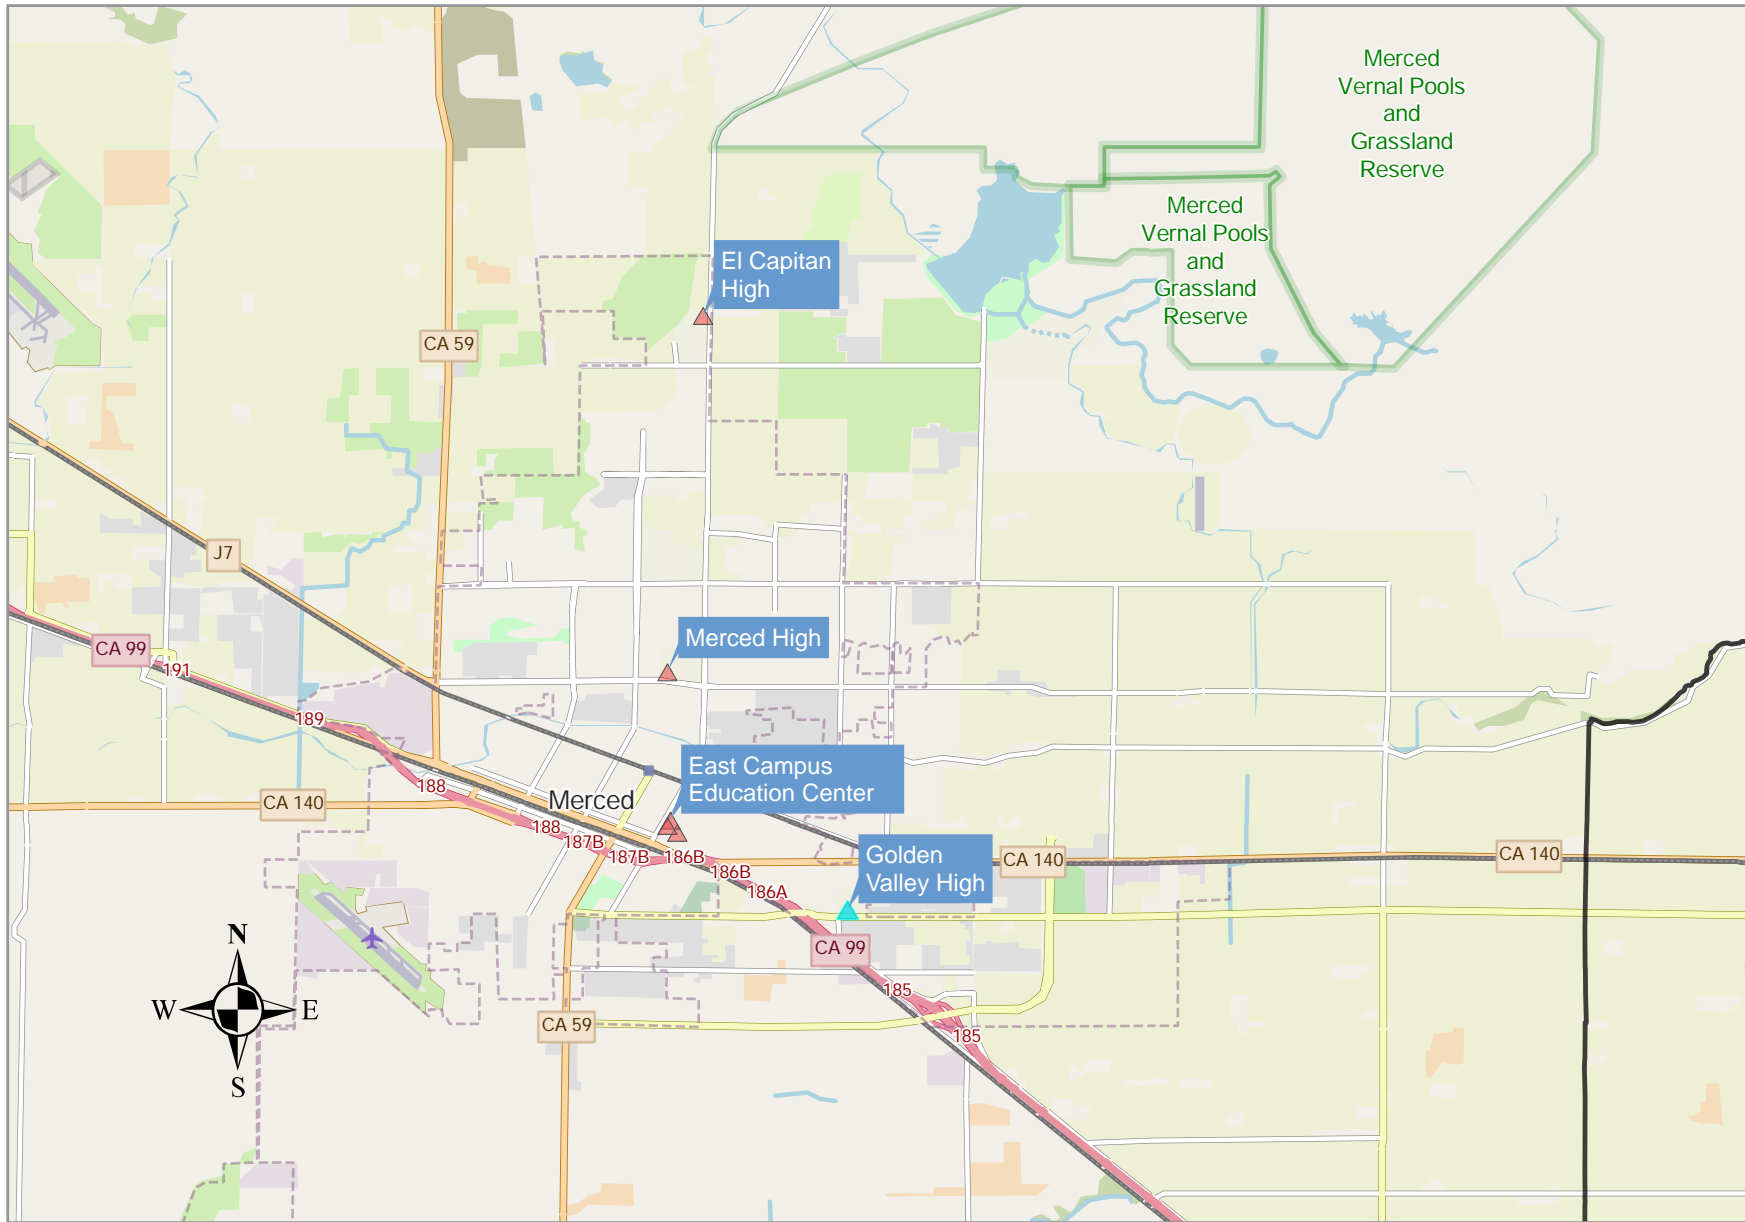 Merced
Vernal Pools
and
Grassland
Reserve
Merced
Vernal Pools
and
Grassland
Reserve
El Capitan
High
CA 59
J7
CA 99
191
Merced High
189
188
CA 140
East Campus
Education Center
Merced
188
187B
187B
186B
186B
186A
Golden
Valley High
CA 140
CA 140
CA 99
185
185
CA 59
N
W
E
S